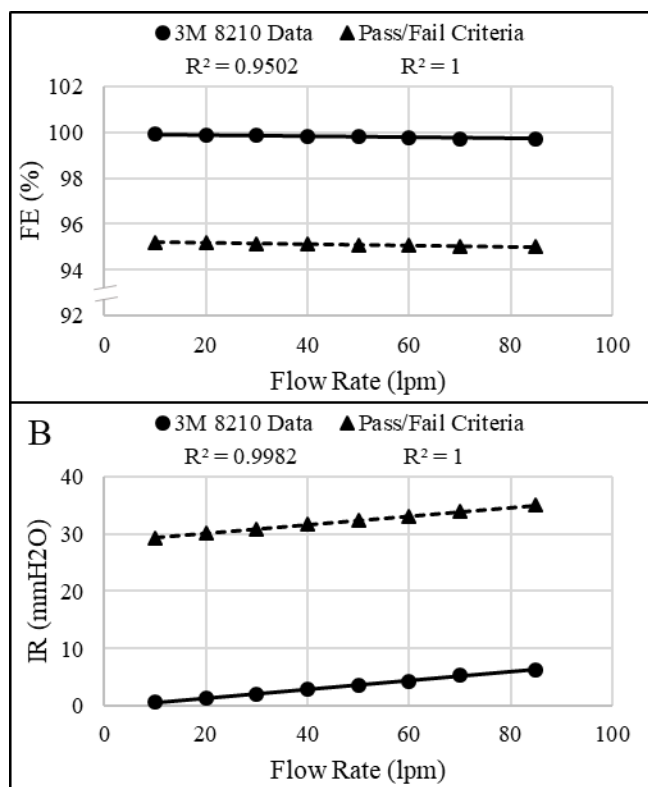 3M 8210 Data Pass/Fail Criteria
R² = 0.9502 R² = 1
102
100
98
96
94
92
FE (%)
0 20 40 60 80 100
Flow Rate (lpm)
B
3M 8210 Data Pass/Fail Criteria
R² = 0.9982 R² = 1
40
30
20
10
0
IR (mmH2O)
0 20 40 60 80 100
Flow Rate (lpm)